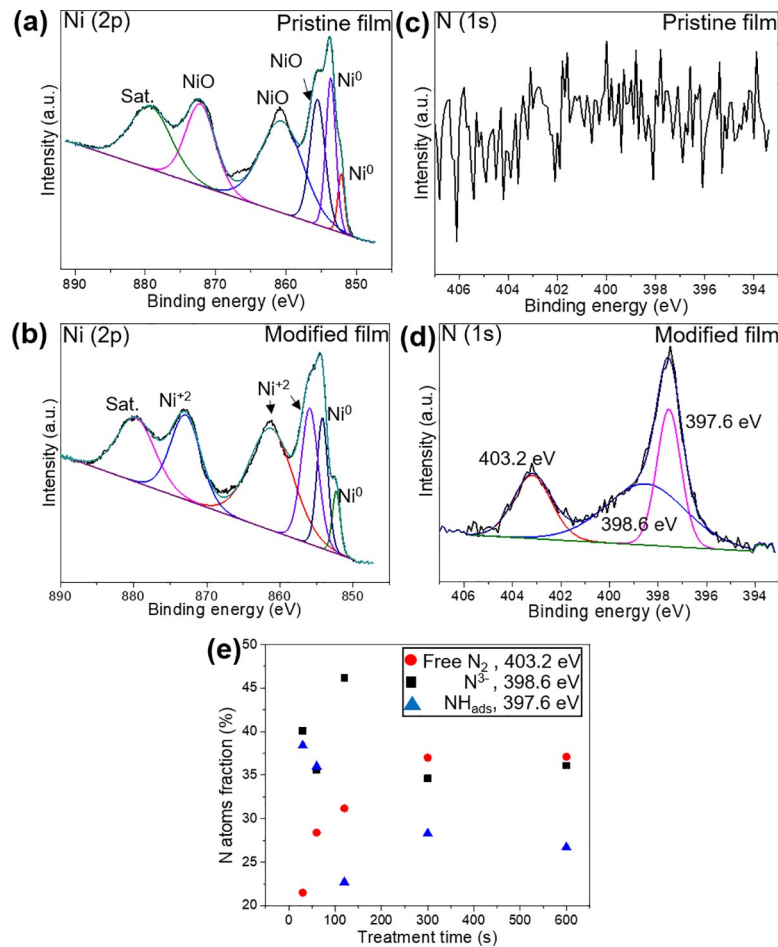 (a) Ni (2p) Pristine film
Sat.
NiO
NiO
NiO
Ni⁰
Ni⁰
Intensity (a.u.)
890 880 870 860 850
Binding energy (eV)
(c) N (1s) Pristine film
Intensity (a.u.)
406 404 402 400 398 396 394
Binding energy (eV)
(b) Ni (2p) Modified film
Sat.
Ni⁺²
Ni⁺²
Ni⁰
Ni⁰
Intensity (a.u.)
890 880 870 860 850
Binding energy (eV)
(d) N (1s) Modified film
403.2 eV
397.6 eV
398.6 eV
Intensity (a.u.)
406 404 402 400 398 396 394
Binding energy (eV)
(e)
Free N₂ , 403.2 eV
N³⁻, 398.6 eV
NHads, 397.6 eV
N atoms fraction (%)
50
45
40
35
30
25
20
0 100 200 300 400 500 600
Treatment time (s)